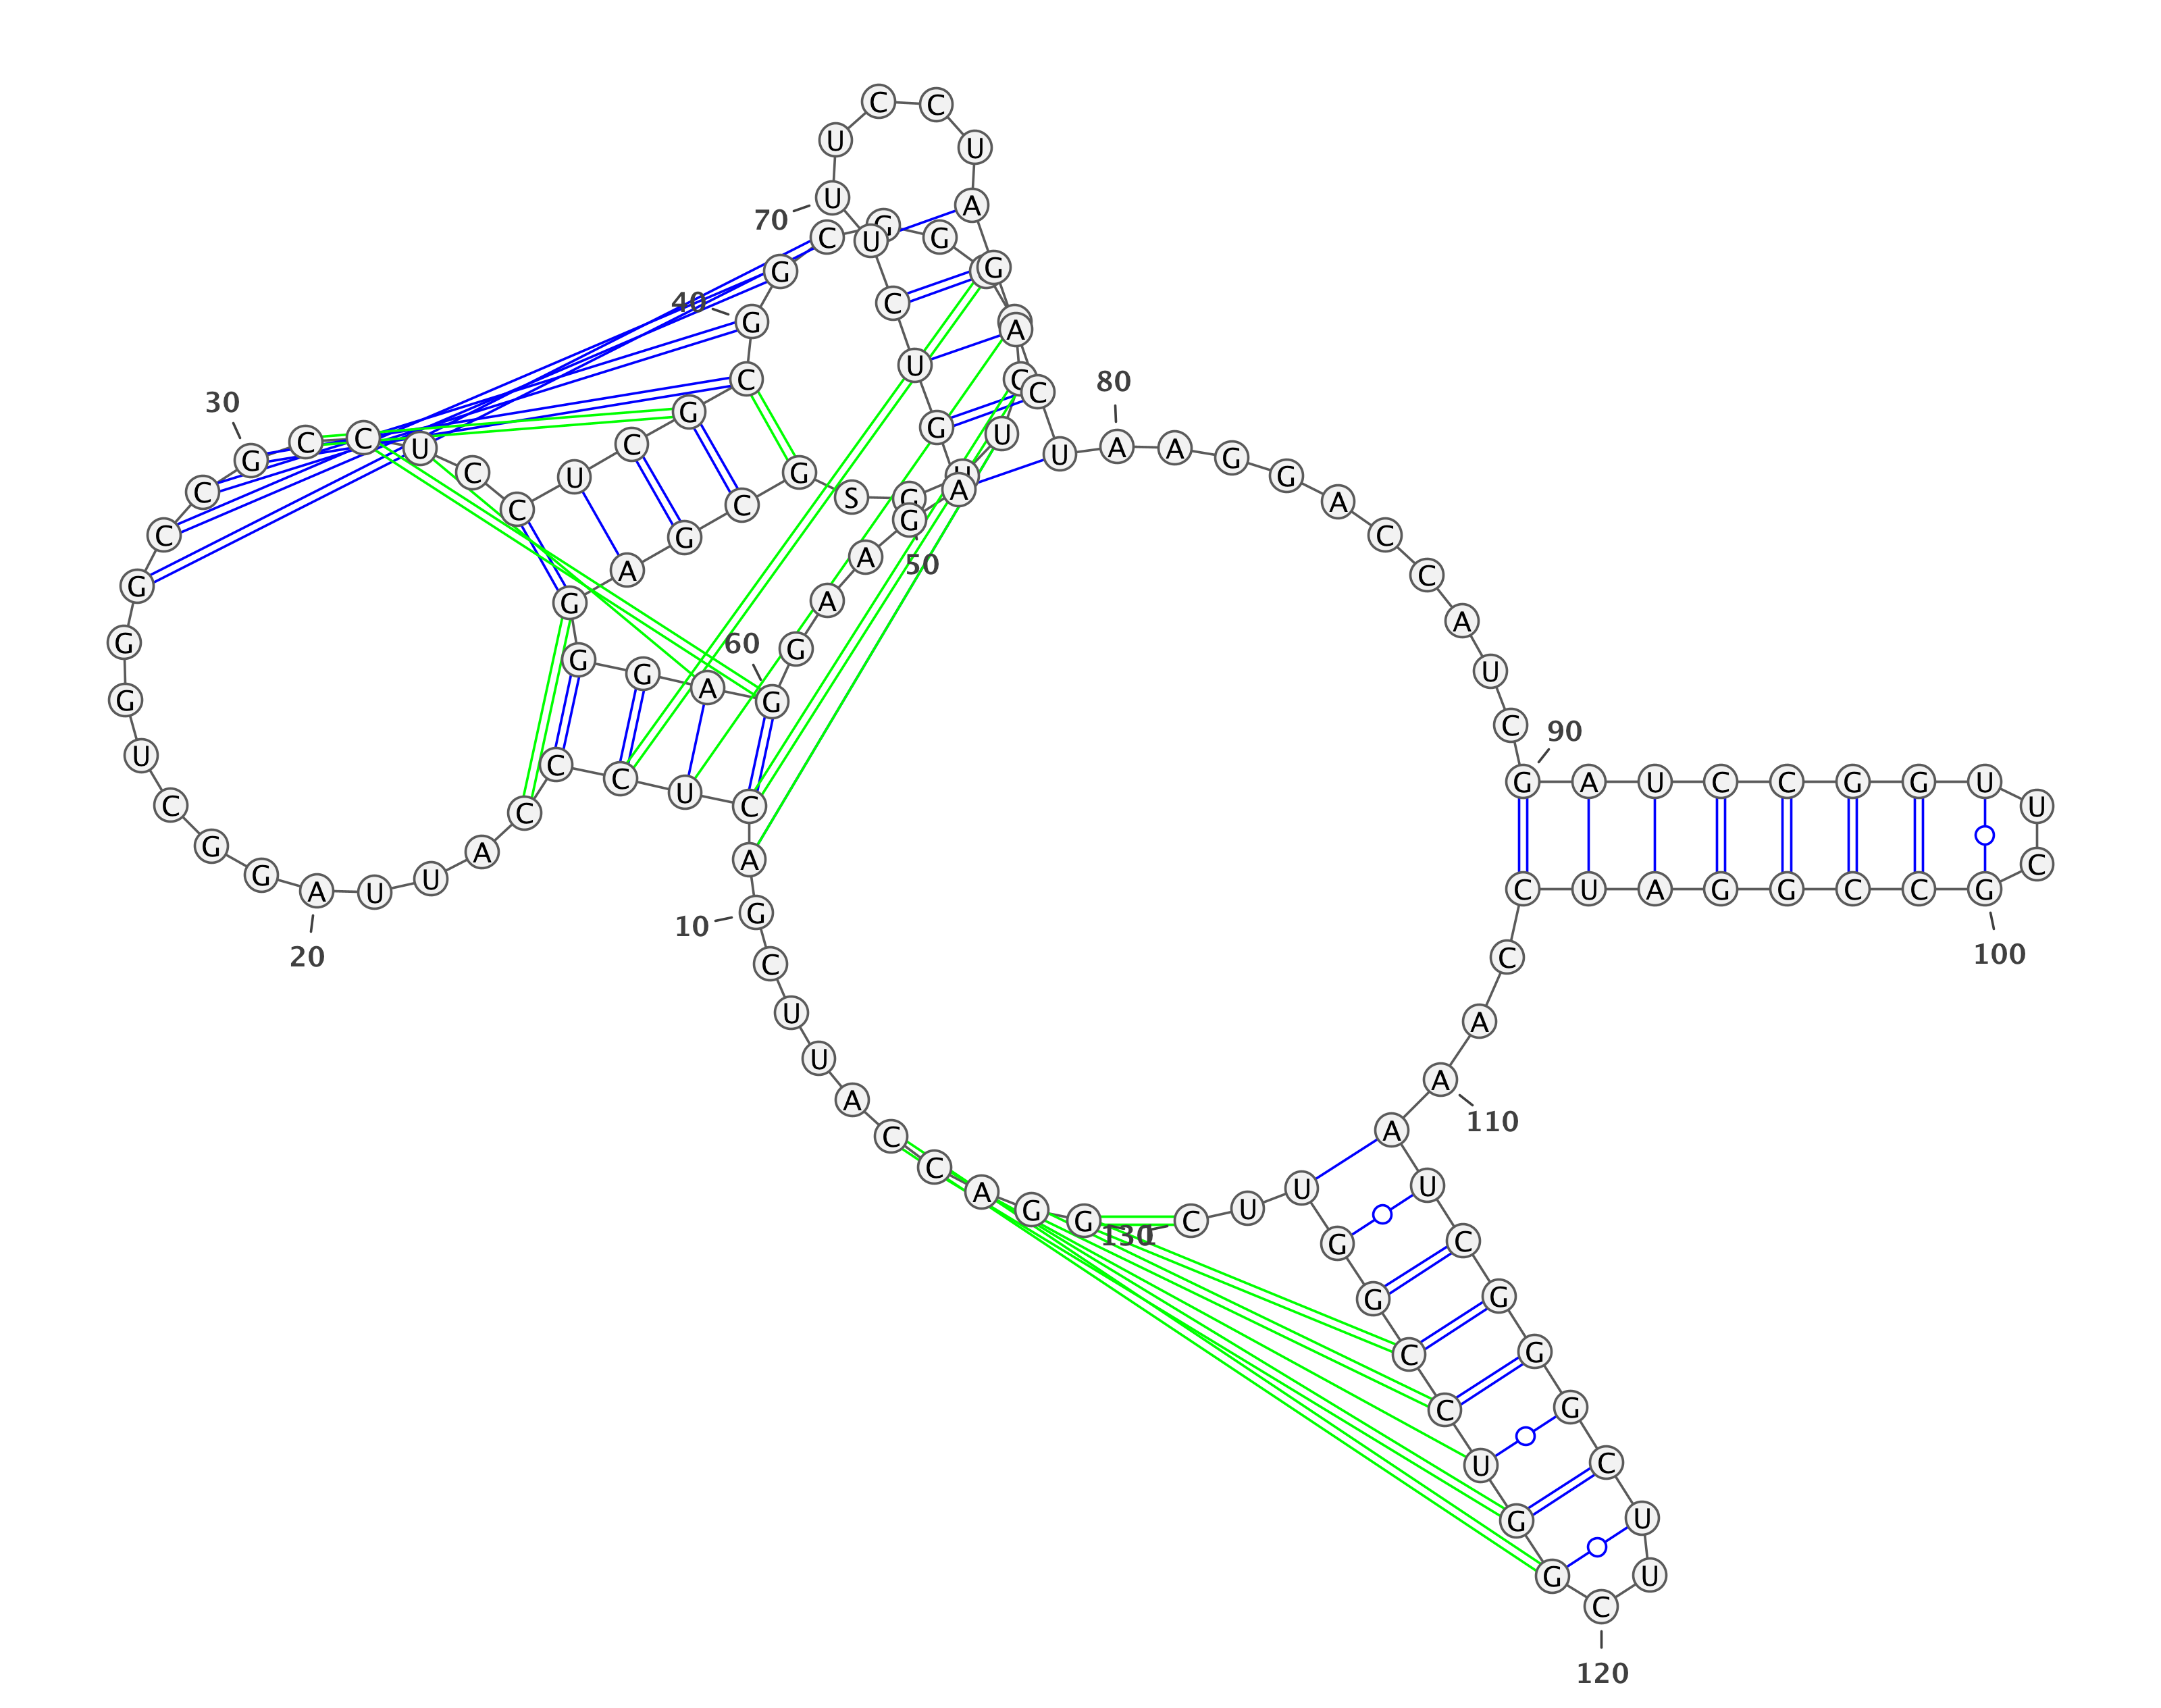 C C
U U
U A
70 G
C U G
G G
40 C
G A
U C C C 80
30 G G U
G C C U C U A A G
C U G G
C C S G A A
C G C
G A G 50 C
A C
G G A A
G G 60
G G A G
G U
U C 90
C U C U C G A U C C G G U
C C U
G A A C
G A U U C U A G G C C G
10 G
20 C C 100
U A
U A
A 110
C A
C
A U U
G G C U U
130 G C
G G
C G
C G
U C
G U
G U
C
120